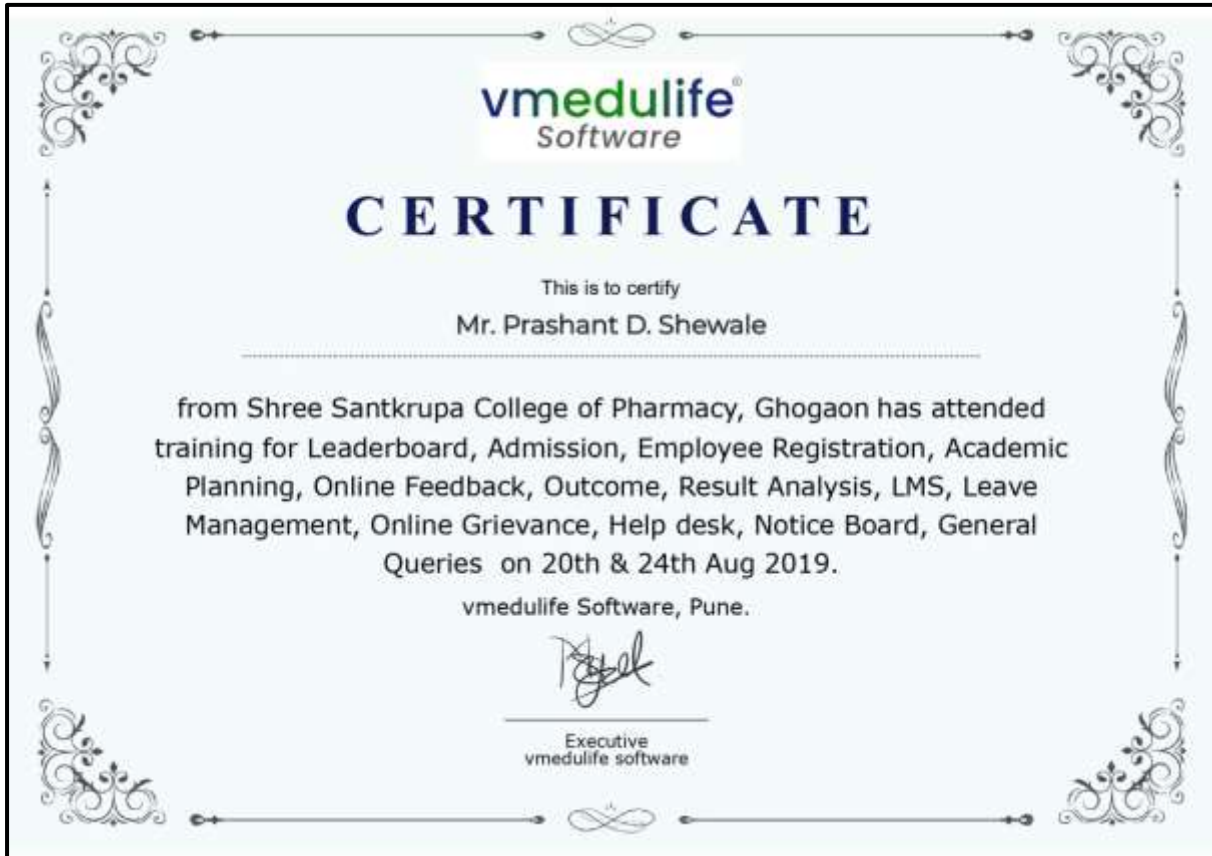 vmedulife®
Software
CERTIFICATE
This is to certify
Mr. Prashant D. Shewale
from Shree Santkrupa College of Pharmacy, Ghogaon has attended
training for Leaderboard, Admission, Employee Registration, Academic
Planning, Online Feedback, Outcome, Result Analysis, LMS, Leave
Management, Online Grievance, Help desk, Notice Board, General
Queries on 20th & 24th Aug 2019.
vmedulife Software, Pune.
Executive
vmedulife software